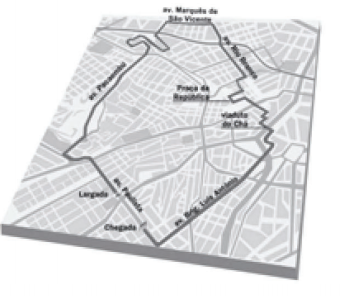 av. Marquês de
São Vicente
av. Rio Branco
av. Pacaembu
Praça da
República
viaduto
do Chá
av. Paulista
Largada
av. Brig. Luís Antônio
Chegada